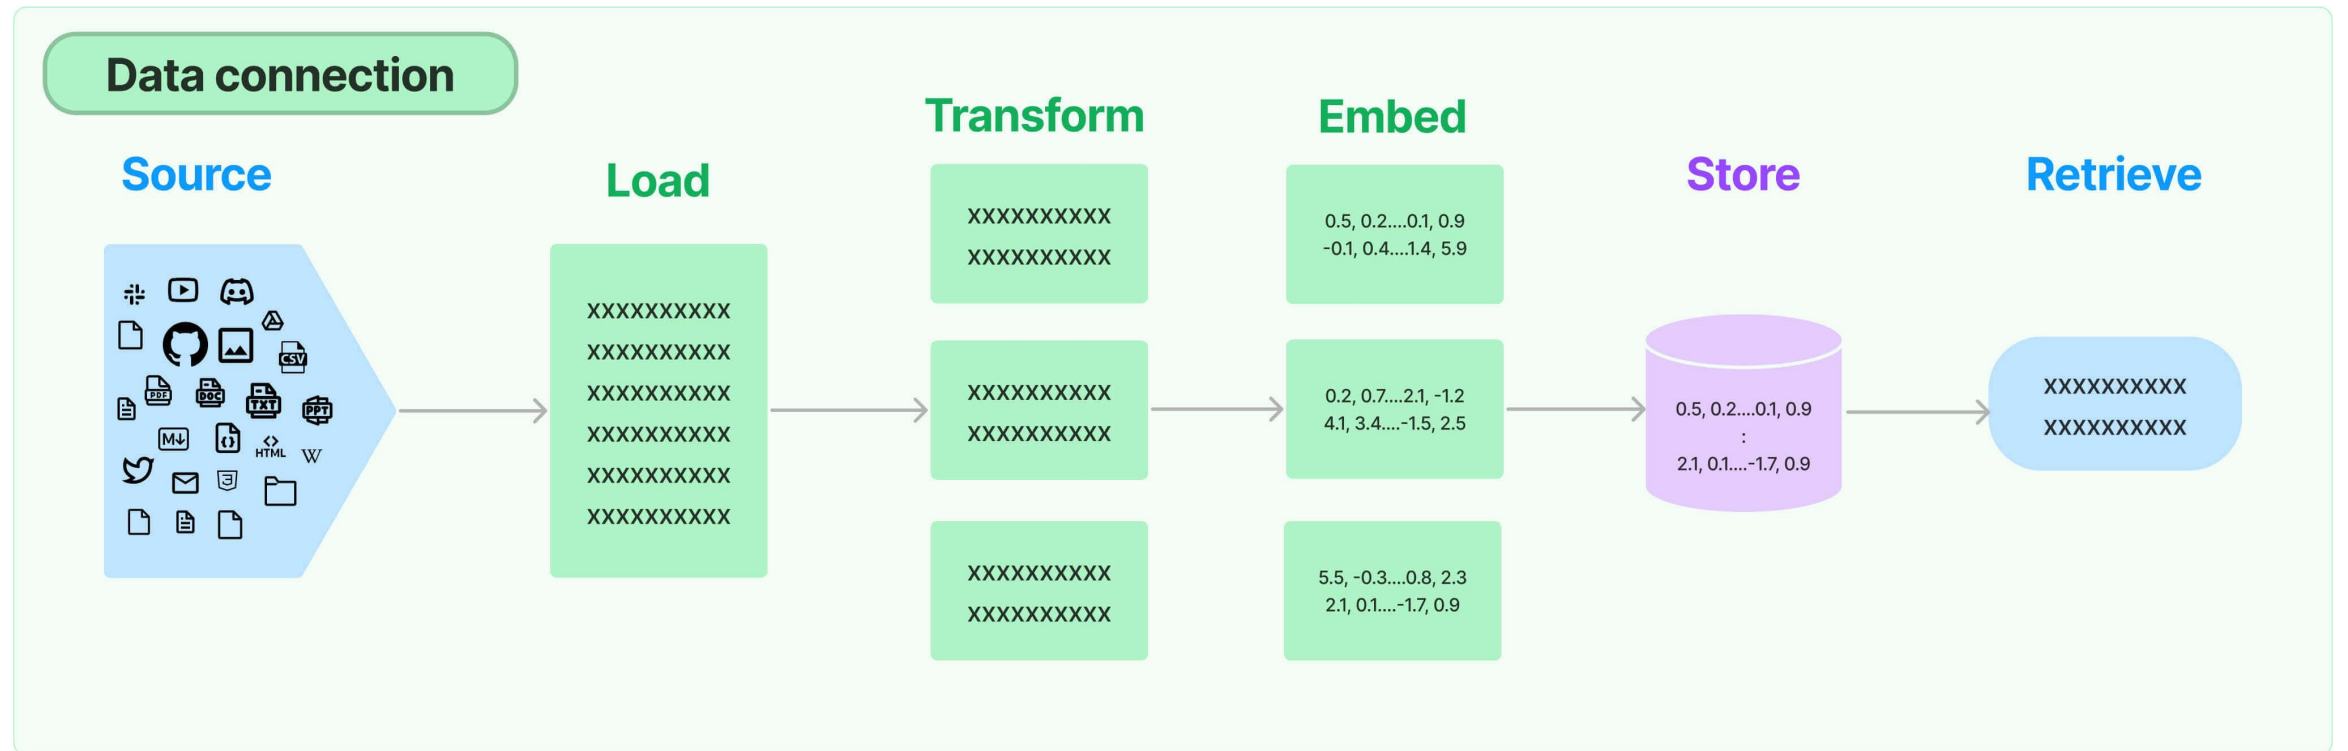 Data connection
Source
Load
Transform
Embed
Store
Retrieve
CSV
PDF
DOC
TXT
PPT
M
HTML
W
3
XXXXXXXXXX
XXXXXXXXXX
XXXXXXXXXX
XXXXXXXXXX
XXXXXXXXXX
XXXXXXXXXX
XXXXXXXXXX
XXXXXXXXXX
XXXXXXXXXX
XXXXXXXXXX
XXXXXXXXXX
XXXXXXXXXX
0.5, 0.2....0.1, 0.9
-0.1, 0.4....1.4, 5.9
0.2, 0.7....2.1, -1.2
4.1, 3.4....-1.5, 2.5
5.5, -0.3....0.8, 2.3
2.1, 0.1....-1.7, 0.9
0.5, 0.2....0.1, 0.9
:
2.1, 0.1....-1.7, 0.9
XXXXXXXXXX
XXXXXXXXXX